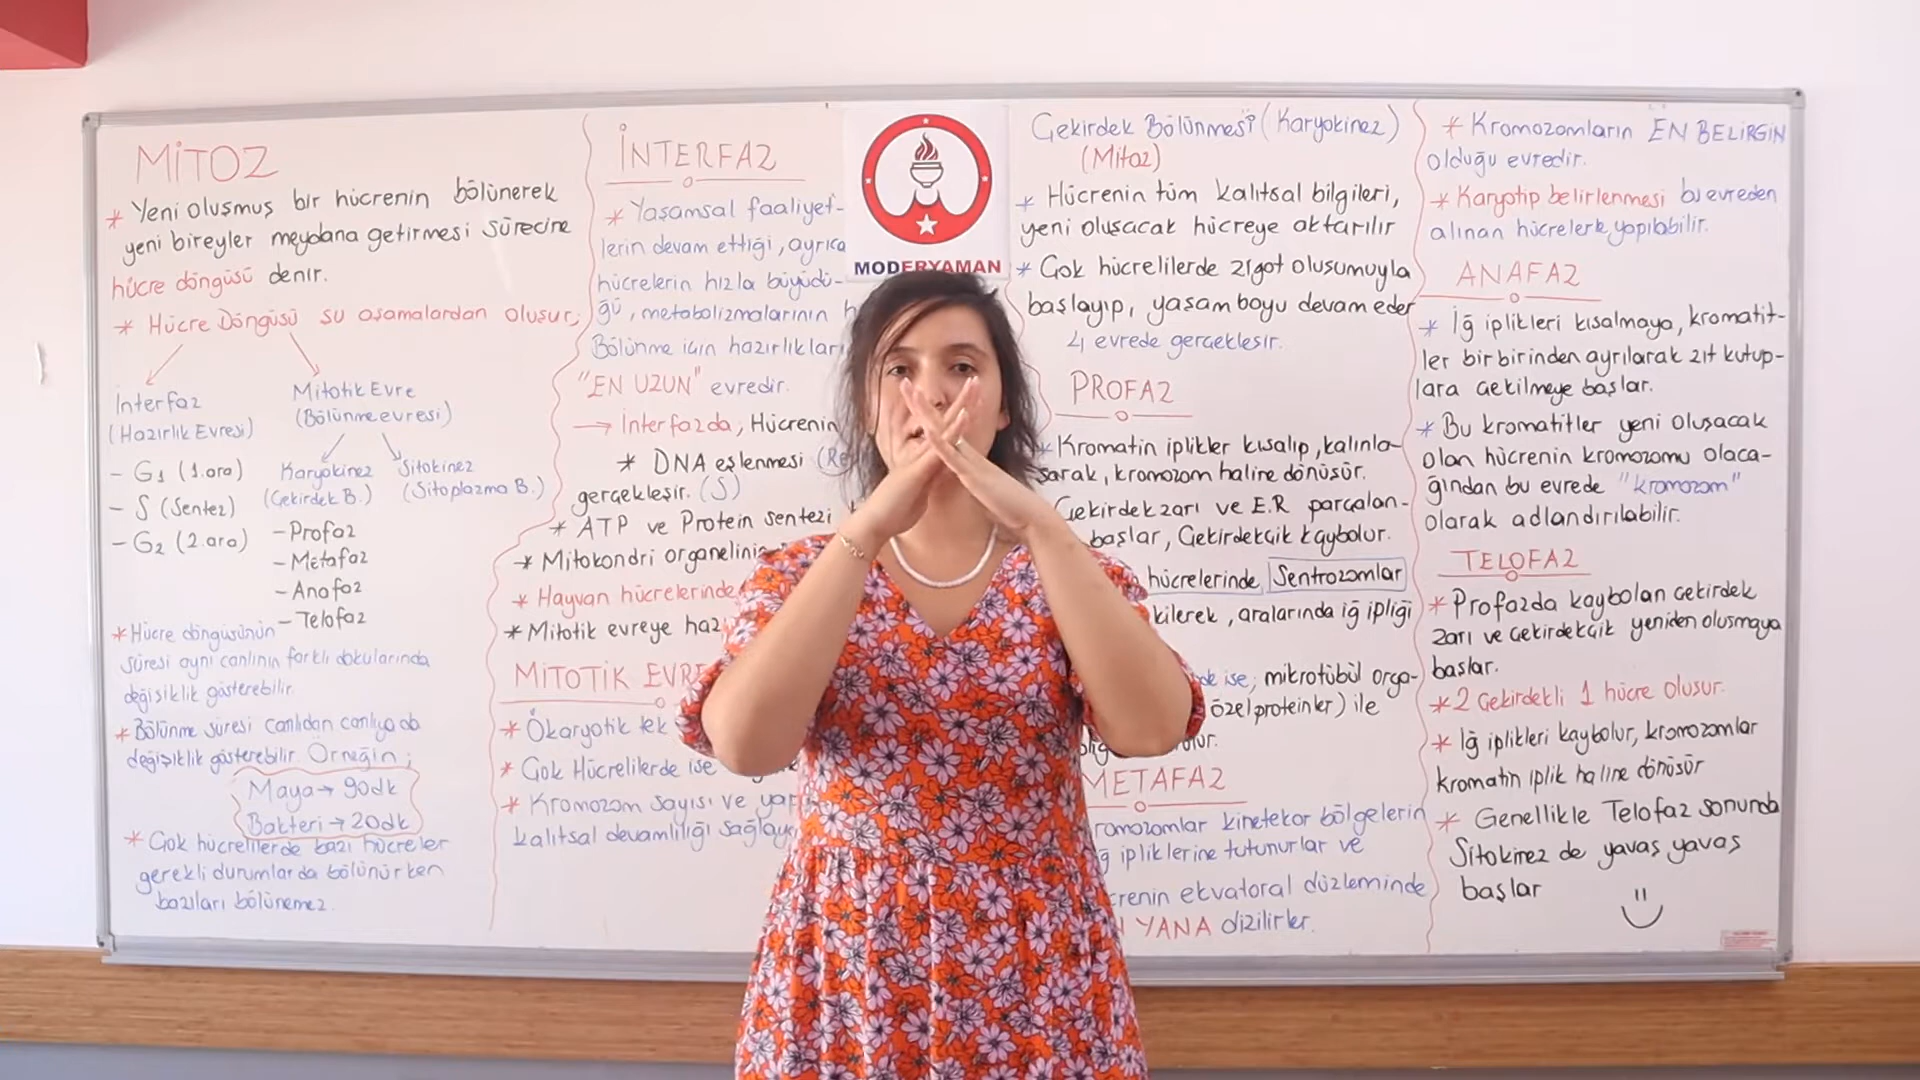 MİTOZ
* Yeni oluşmuş bir hücrenin bölünerek
yeni bireyler meydana getirmesi sürecine
hücre döngüsü denir.
* Hücre Döngüsü şu aşamalardan oluşur;
İnterfaz
(Hazırlık Evresi)
- G1 (1.ara)
- S (Sentez)
- G2 (2.ara)
Mitotik Evre
(Bölünme evresi)
Karyokinez
(Çekirdek B.)
- Profaz
- Metafaz
- Anafaz
- Telofaz
Sitokinez
(Sitoplazma B.)
* Hücre döngüsünün
süresi aynı canlının farklı dokularında
değişiklik gösterebilir.
* Bölünme süresi canlıdan canlıya da
değişiklik gösterebilir. Örneğin;
Maya → 90dk
Bakteri → 20dk
* Çok hücrelilerde bazı hücreler
gerekli durumlarda bölünürken
bazıları bölünemez.
İNTERFAZ
* Yaşamsal faaliyet-
lerin devam ettiği, ayrıca
hücrelerin hızla büyüdü-
ğü, metabolizmalarının
Bölünme için hazırlıkları
"EN UZUN" evredir.
→ İnterfazda, Hücrenin
* DNA eşlenmesi
gerçekleşir. (S)
* ATP ve Protein sentezi
* Mitokondri
* Hayvan hücrelerinde
* Mitotik evreye
MİTOTİK EVRE
* Ökaryotik tek
* Çok Hücrelilerde ise
* Kromozom sayısı ve
kalıtsal devamlılığı
MODERYAMAN
Çekirdek Bölünmesi (Karyokinez)
(Mitoz)
* Hücrenin tüm kalıtsal bilgileri,
yeni oluşacak hücreye aktarılır
* Çok hücrelilerde zigot oluşumuyla
başlayıp, yaşam boyu devam eder
4 evrede gerçekleşir.
PROFAZ
* Kromatin iplikler kısalıp, kalınla-
şarak, kromozom haline dönüşür.
Çekirdek zarı ve E.R parçalan-
başlar, Çekirdekçik kaybolur.
hücrelerinde Sentrozomlar
aralarında iğ ipliği
ise; mikrotübül orga-
özel proteinler) ile
METAFAZ
kinetekor bölgelerin
ipliklerine tutunurlar ve
ekvatoral düzleminde
YANA dizilirler.
* Kromozomların EN BELİRGİN
olduğu evredir.
* Karyotip belirlenmesi bu evreden
alınan hücrelerle yapılabilir.
ANAFAZ
* İğ iplikleri kısalmaya, kromatit-
ler birbirinden ayrılarak zıt kutup-
lara çekilmeye başlar.
* Bu kromatitler yeni oluşacak
olan hücrenin kromozomu olaca-
ğından bu evrede "kromozom"
olarak adlandırılabilir.
TELOFAZ
* Profazda kaybolan çekirdek
zarı ve çekirdekçik yeniden oluşmaya
başlar.
* 2 Çekirdekli 1 hücre oluşur.
* İğ iplikleri kaybolur, kromozomlar
kromatin iplik haline dönüşür
* Genellikle Telofaz sonunda
Sitokinez de yavaş yavaş
başlar